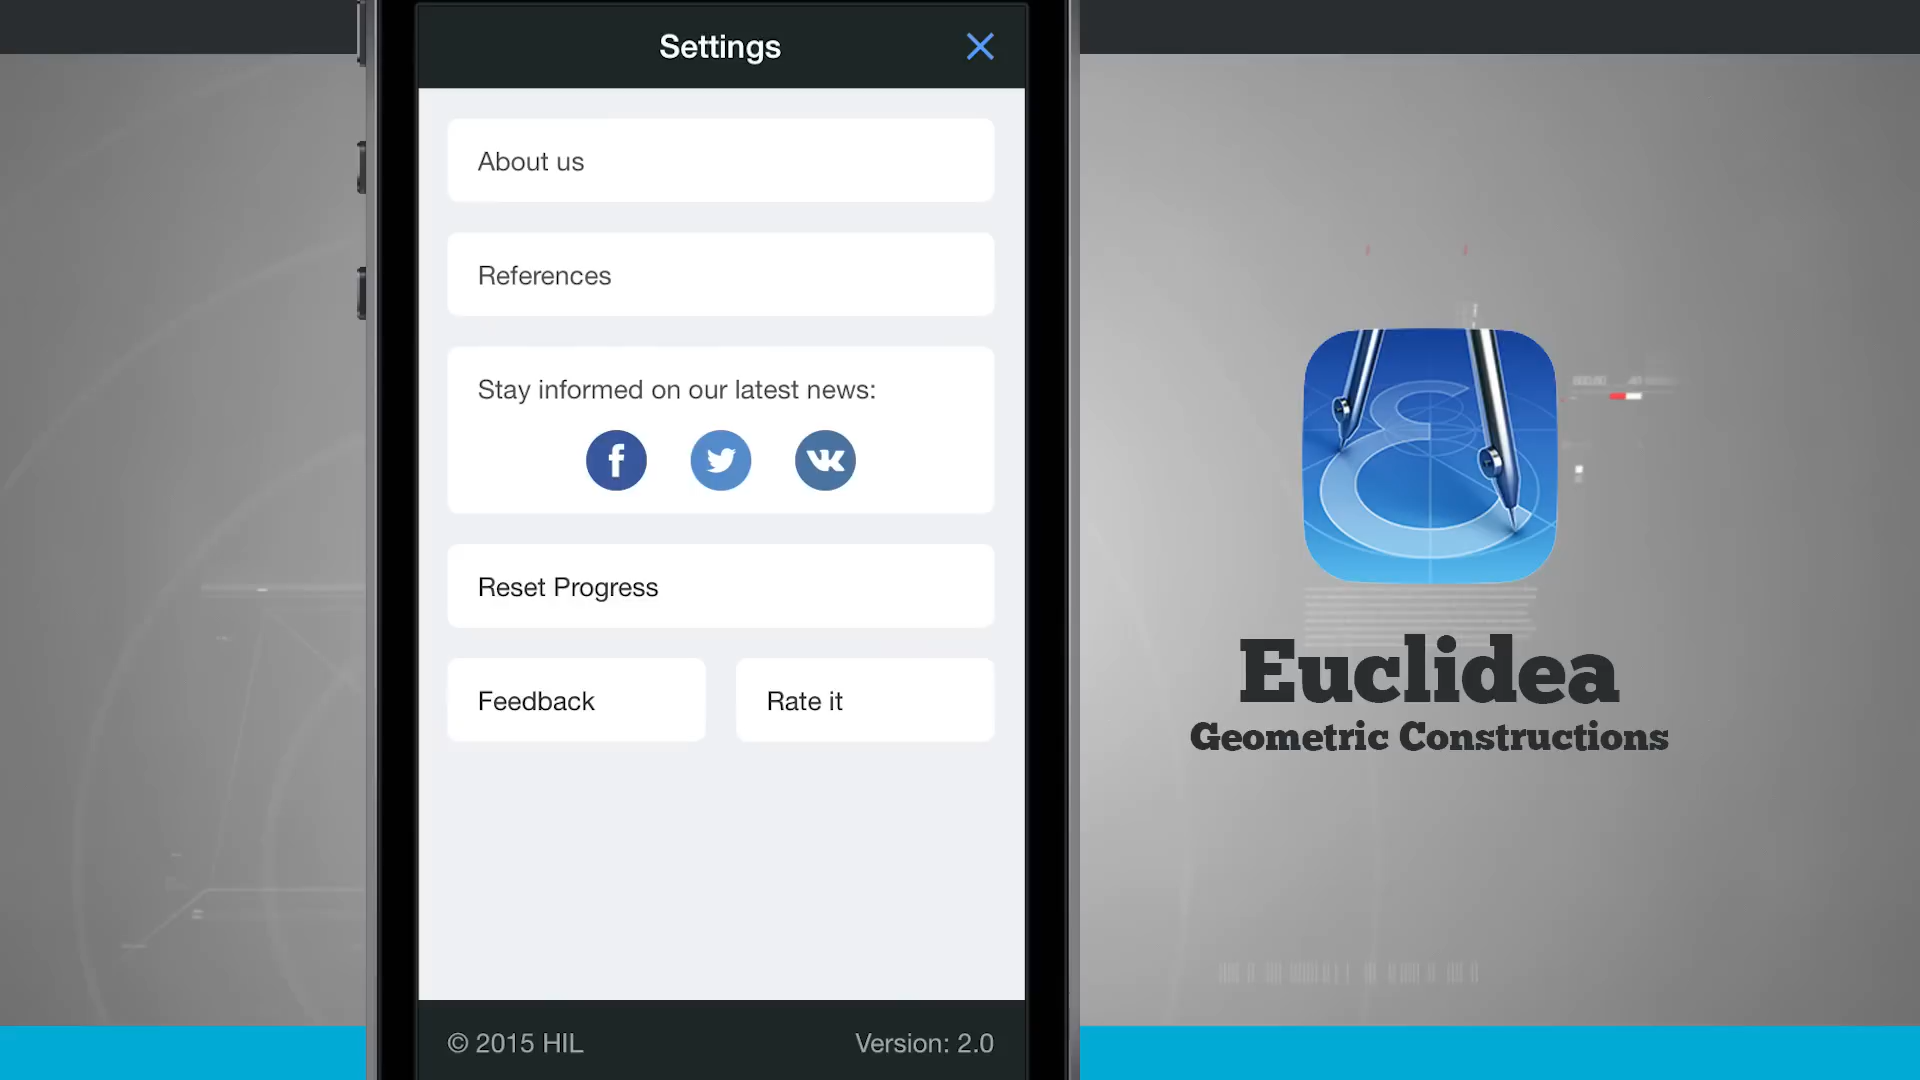 Settings
About us
References
Stay informed on our latest news:
Reset Progress
Feedback
Rate it
© 2015 HIL
Version: 2.0
Euclidea
Geometric Constructions